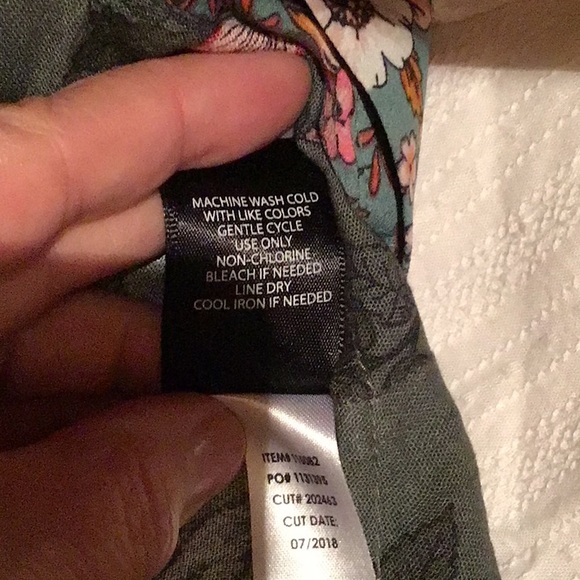 MACHINE WASH COLD
WITH LIKE COLORS
GENTLE CYCLE
USE ONLY
NON-CHLORINE
BLEACH IF NEEDED
LINE DRY
COOL IRON IF NEEDED
ITEM#
PO#
CUT# 202463
CUT DATE:
07/2018